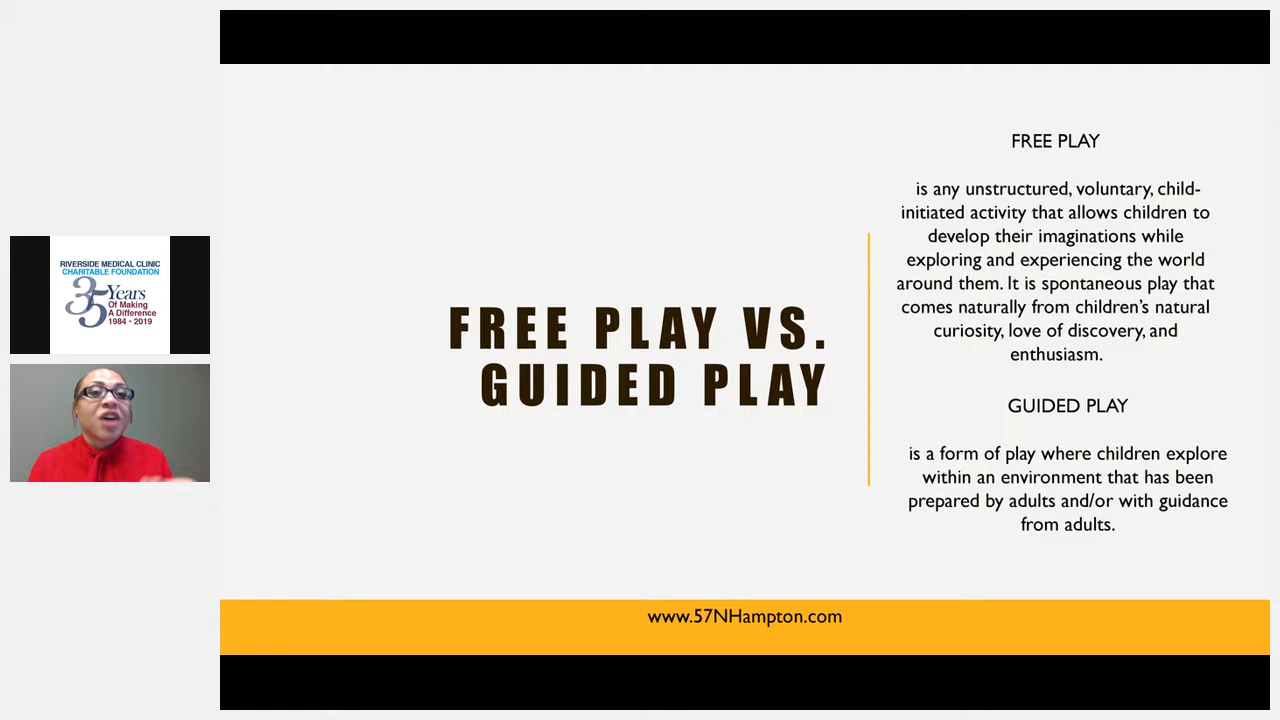 RIVERSIDE MEDICAL CLINIC
CHARITABLE FOUNDATION
35 Years
Of Making
A Difference
1984 • 2019
FREE PLAY VS.
GUIDED PLAY
FREE PLAY
is any unstructured, voluntary, child-
initiated activity that allows children to
develop their imaginations while
exploring and experiencing the world
around them. It is spontaneous play that
comes naturally from children’s natural
curiosity, love of discovery, and
enthusiasm.
GUIDED PLAY
is a form of play where children explore
within an environment that has been
prepared by adults and/or with guidance
from adults.
www.57NHampton.com